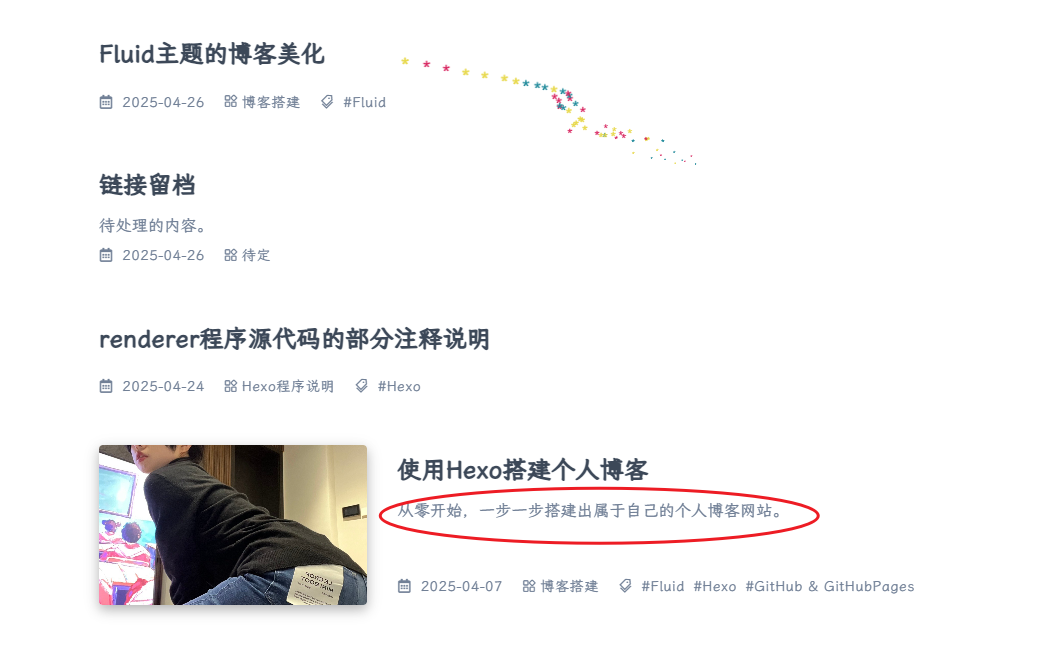 Fluid主题的博客美化
2025-04-26 博客搭建 #Fluid
链接留档
待处理的内容。
2025-04-26 待定
renderer程序源代码的部分注释说明
2025-04-24 Hexo程序说明 #Hexo
使用Hexo搭建个人博客
从零开始，一步一步搭建出属于自己的个人博客网站。
2025-04-07 博客搭建 #Fluid #Hexo #GitHub & GitHubPages